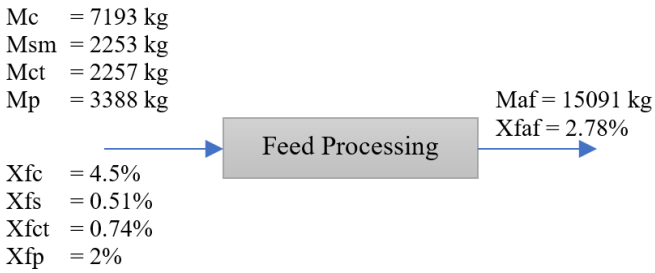 Mc = 7193 kg
Msm = 2253 kg
Mct = 2257 kg
Mp = 3388 kg
Feed Processing
Maf = 15091 kg
Xfaf = 2.78%
Xfc = 4.5%
Xfs = 0.51%
Xfct = 0.74%
Xfp = 2%